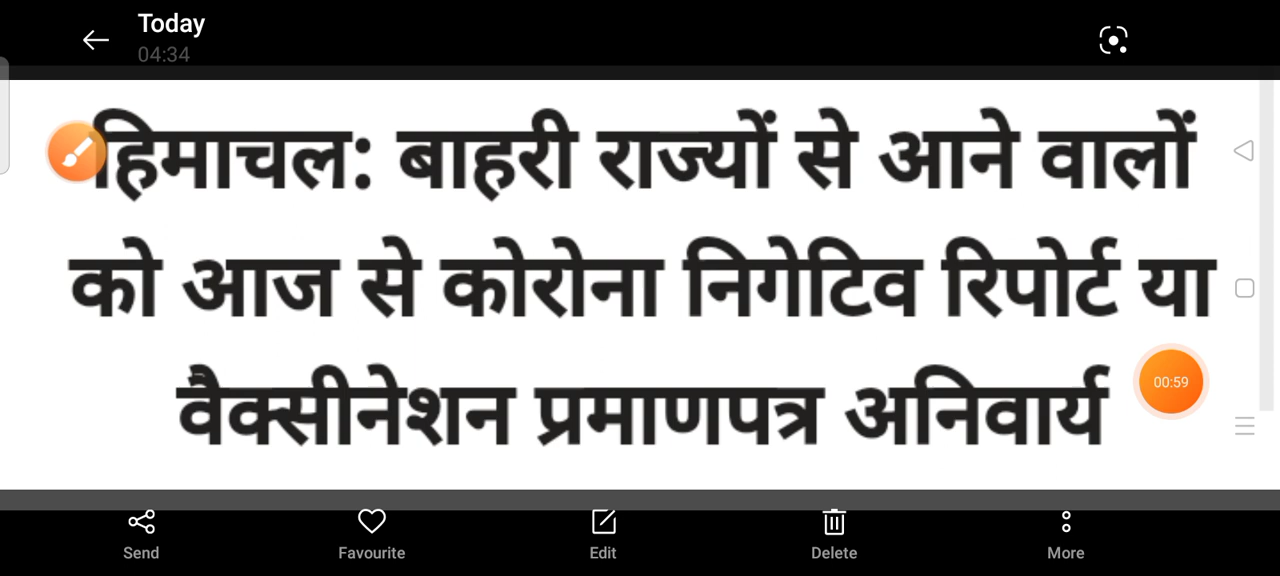 Today
04:34
हिमाचल: बाहरी राज्यों से आने वालों
को आज से कोरोना निगेटिव रिपोर्ट या
वैक्सीनेशन प्रमाणपत्र अनिवार्य
00:59
Send Favourite Edit Delete More